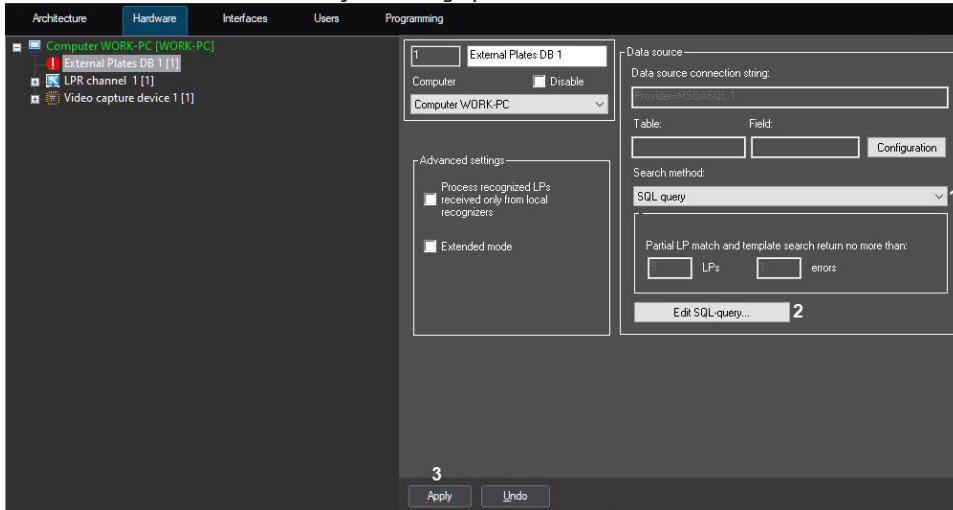 Architecture Hardware Interfaces Users Programming
Computer WORK-PC [WORK-PC]
External Plates DB 1 [1]
LPR channel 1 [1]
Video capture device 1 [1]
1 External Plates DB 1
Computer Disable
Computer WORK-PC
Advanced settings
Process recognized LPs
received only from local
recognizers
Extended mode
Data source
Data source connection string:
Provider=MSDASQL.1
Table: Field:
Configuration
Search method:
SQL query
Partial LP match and template search return no more than:
5 LPs 1 errors
Edit SQL-query... 2
3
Apply Undo